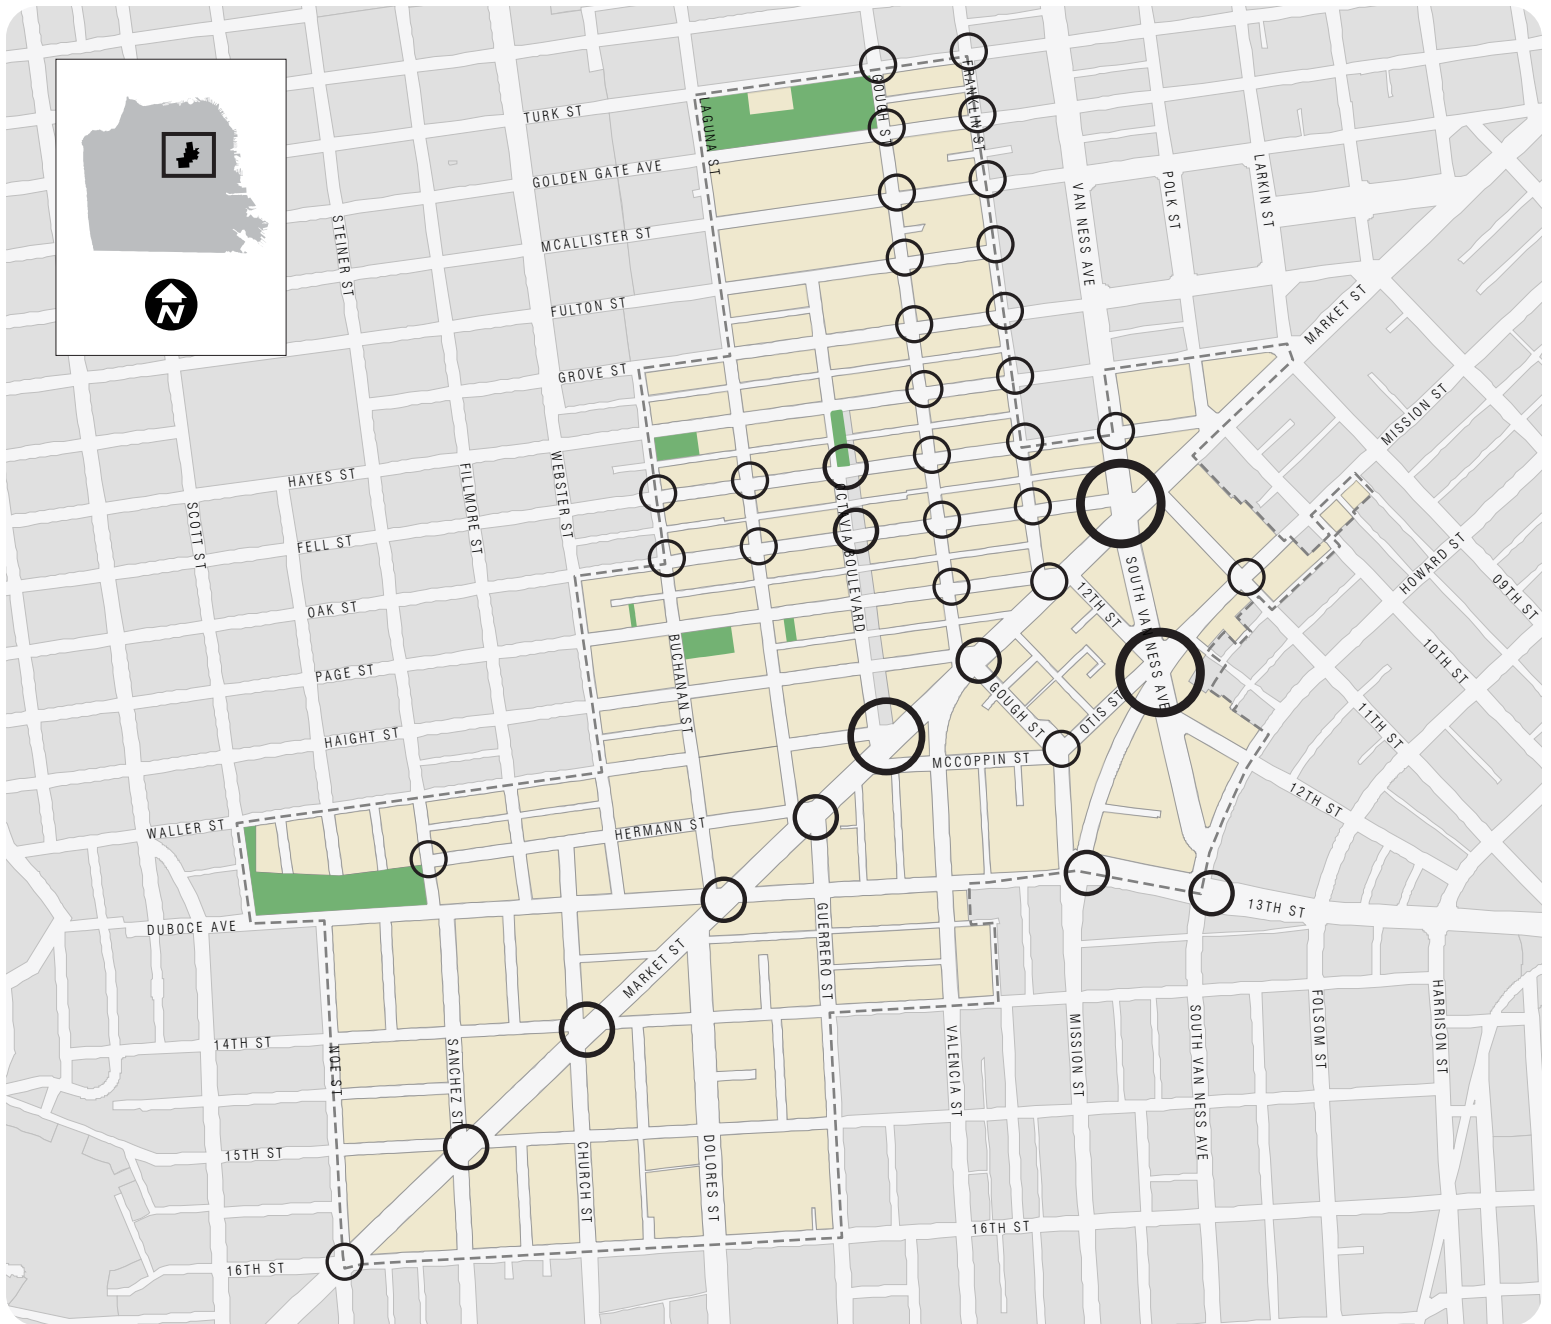 N
TURK ST
GOLDEN GATE AVE
MCALLISTER ST
FULTON ST
GROVE ST
HAYES ST
FELL ST
OAK ST
PAGE ST
HAIGHT ST
WALLER ST
HERMANN ST
DUBOCE AVE
14TH ST
15TH ST
16TH ST
STEINER ST
SCOTT ST
FILLMORE ST
WEBSTER ST
LAGUNA ST
GOUGH ST
FRANKLIN ST
VAN NESS AVE
POLK ST
LARKIN ST
MARKET ST
MISSION ST
HOWARD ST
09TH ST
10TH ST
11TH ST
12TH ST
12TH ST
SOUTH VAN NESS AVE
OTIS ST
GOUGH ST
MCCOPPIN ST
OCTAVIA BOULEVARD
BUCHANAN ST
MARKET ST
GUERRERO ST
13TH ST
NOE ST
SANCHEZ ST
CHURCH ST
DOLORES ST
VALENCIA ST
MISSION ST
SOUTH VAN NESS AVE
FOLSOM ST
HARRISON ST
16TH ST